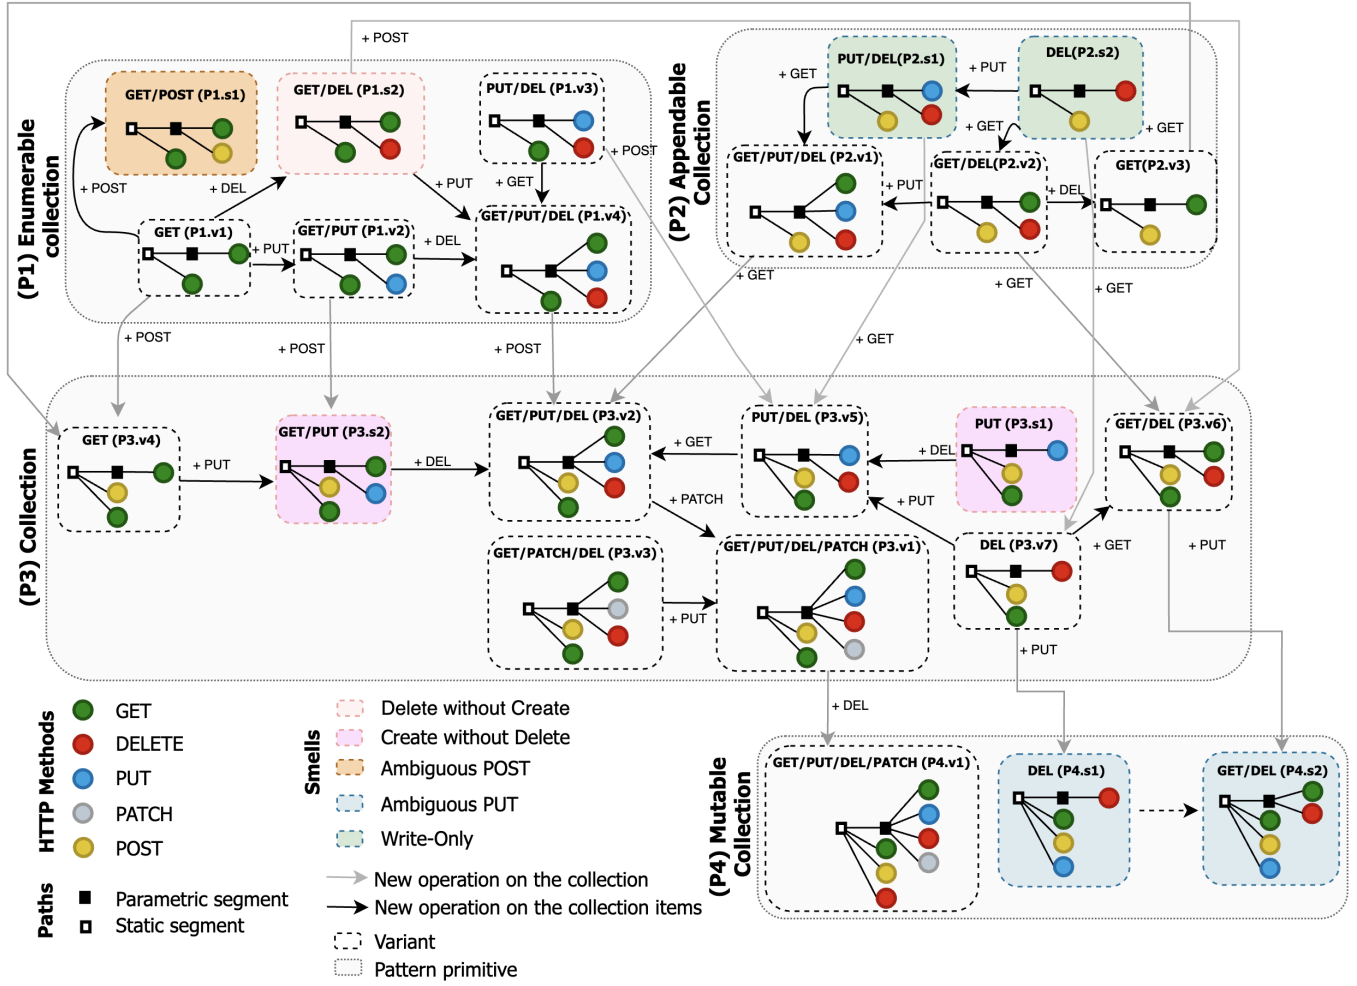 + POST
(P1) Enumerable
collection
GET/POST (P1.s1)
GET/DEL (P1.s2)
PUT/DEL (P1.v3)
+ POST
+ POST
+ DEL
+ PUT
+ GET
GET (P1.v1)
+ PUT
GET/PUT (P1.v2)
+ DEL
GET/PUT/DEL (P1.v4)
(P2) Appendable
Collection
PUT/DEL(P2.s1)
+ PUT
DEL(P2.s2)
+ GET
+ GET
+ GET
GET/PUT/DEL (P2.v1)
+ PUT
GET/DEL(P2.v2)
+ DEL
GET(P2.v3)
+ GET
+ GET
+ GET
+ POST
+ POST
+ POST
+ GET
(P3) Collection
GET (P3.v4)
+ PUT
GET/PUT (P3.s2)
+ DEL
GET/PUT/DEL (P3.v2)
+ GET
PUT/DEL (P3.v5)
+ DEL
PUT (P3.s1)
GET/DEL (P3.v6)
+ PATCH
+ PUT
GET/PATCH/DEL (P3.v3)
+ PUT
GET/PUT/DEL/PATCH (P3.v1)
DEL (P3.v7)
+ GET
+ PUT
+ PUT
+ DEL
(P4) Mutable
Collection
GET/PUT/DEL/PATCH (P4.v1)
DEL (P4.s1)
GET/DEL (P4.s2)
HTTP Methods
GET
DELETE
PUT
PATCH
POST
Paths
Parametric segment
Static segment
Smells
Delete without Create
Create without Delete
Ambiguous POST
Ambiguous PUT
Write-Only
New operation on the collection
New operation on the collection items
Variant
Pattern primitive